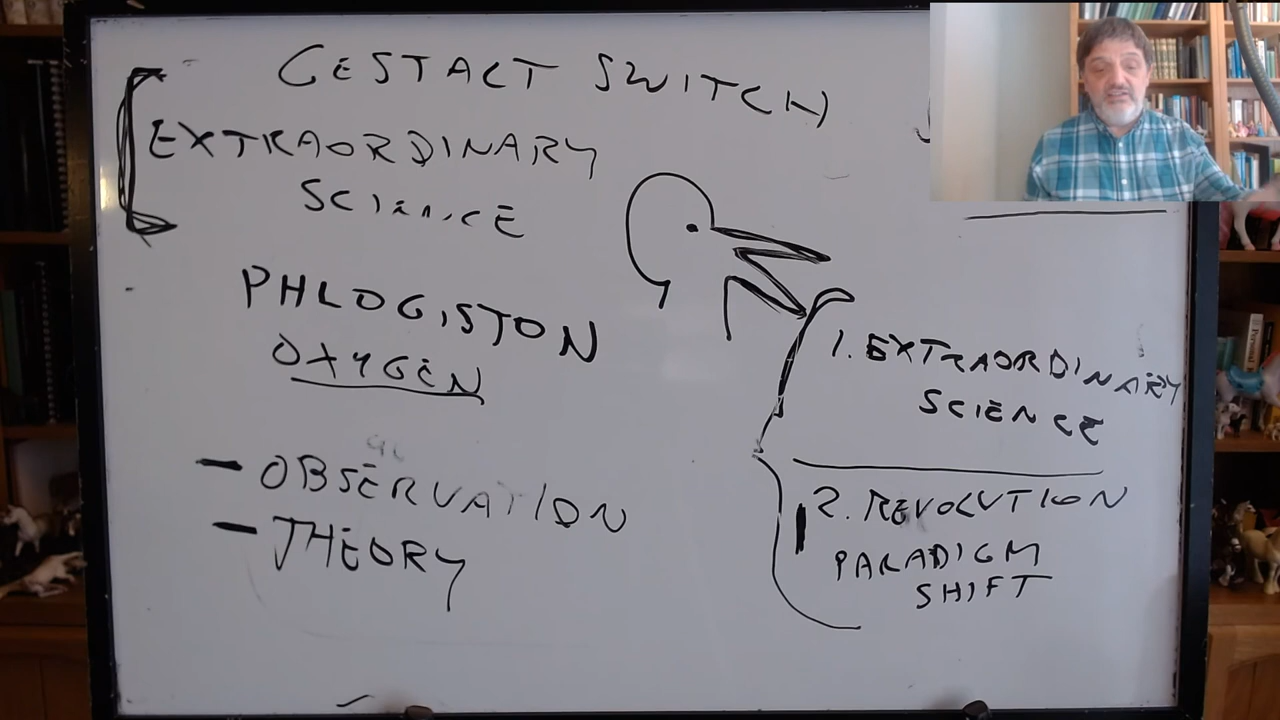 GESTALT SWITCH
EXTRAORDINARY
SCIENCE
PHLOGISTON
OXYGEN
- OBSERVATION
- THEORY
1. EXTRAORDINARY
SCIENCE
2. REVOLUTION
PARADIGM
SHIFT